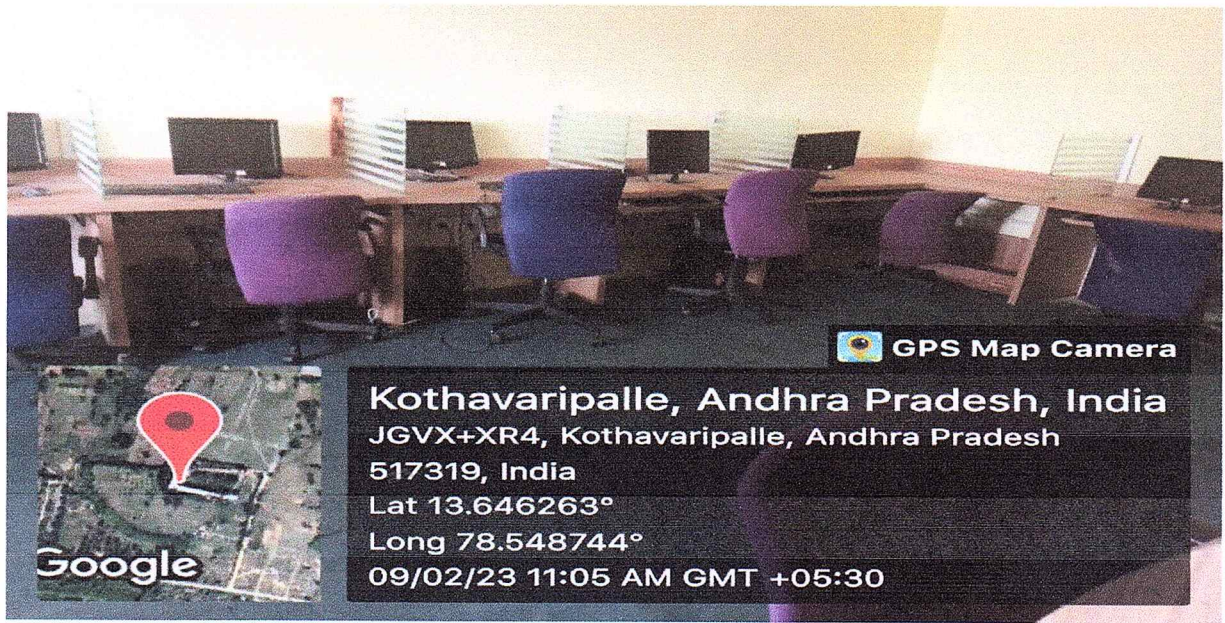 GPS Map Camera
Kothavaripalle, Andhra Pradesh, India
JGVX+XR4, Kothavaripalle, Andhra Pradesh
517319, India
Lat 13.646263°
Long 78.548744°
09/02/23 11:05 AM GMT +05:30
Google